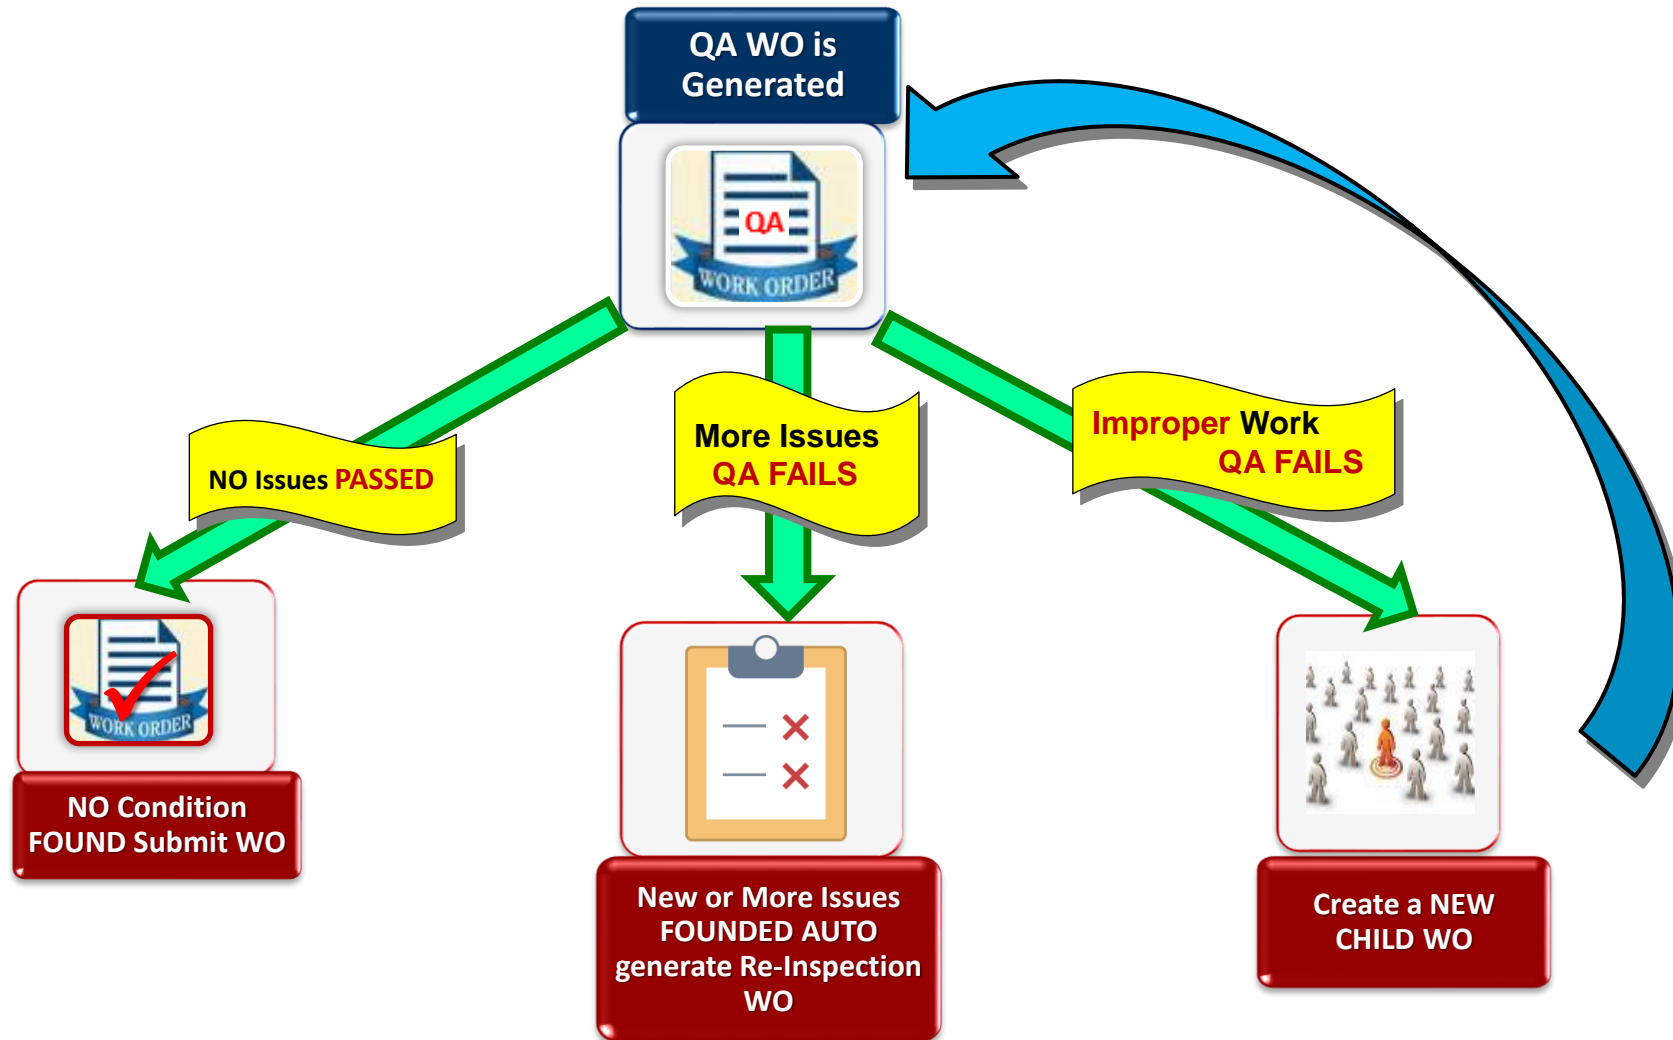 QA WO is
Generated
QA
WORK ORDER
NO Issues PASSED
More Issues
QA FAILS
Improper Work
QA FAILS
WORK ORDER
NO Condition
FOUND Submit WO
New or More Issues
FOUNDED AUTO
generate Re-Inspection
WO
Create a NEW
CHILD WO